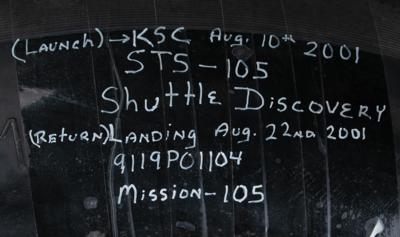 (Launch) → KSC Aug. 10th 2001
STS-105
Shuttle Discovery
(Return) Landing Aug. 22nd 2001
9119P01104
Mission-105